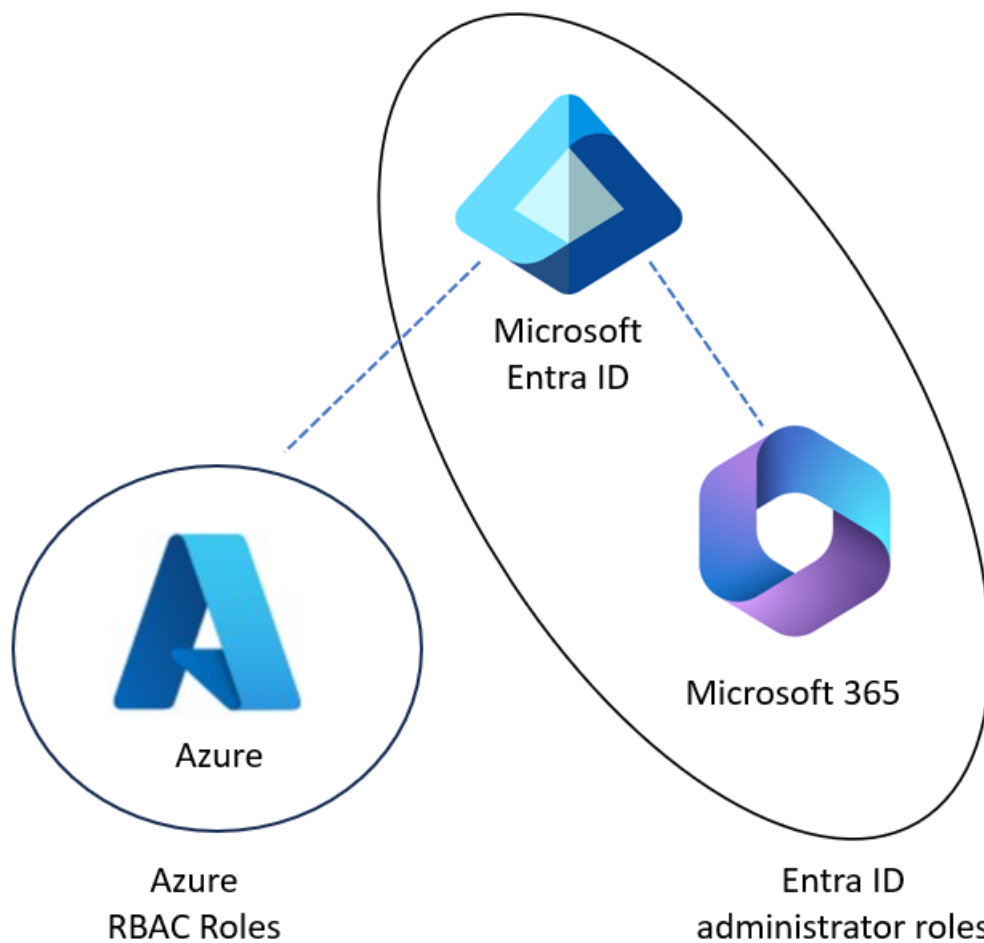 Microsoft
Entra ID
Microsoft 365
Azure
Azure
RBAC Roles
Entra ID
administrator roles